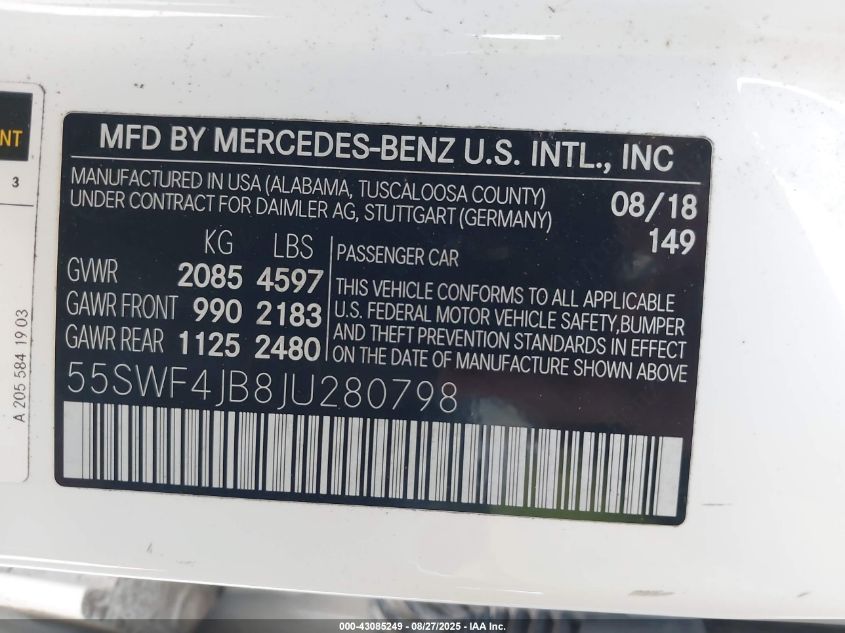 NT
3
A 205 584 19 03
MFD BY MERCEDES-BENZ U.S. INTL., INC
MANUFACTURED IN USA (ALABAMA, TUSCALOOSA COUNTY)
UNDER CONTRACT FOR DAIMLER AG, STUTTGART (GERMANY)
08/18
149
KG LBS
GVWR 2085 4597
GAWR FRONT 990 2183
GAWR REAR 1125 2480
PASSENGER CAR
THIS VEHICLE CONFORMS TO ALL APPLICABLE
U.S. FEDERAL MOTOR VEHICLE SAFETY,BUMPER
AND THEFT PREVENTION STANDARDS IN EFFECT
ON THE DATE OF MANUFACTURE SHOWN ABOVE
55SWF4JB8JU280798
000-43085249 - 08/27/2025 - IAA Inc.